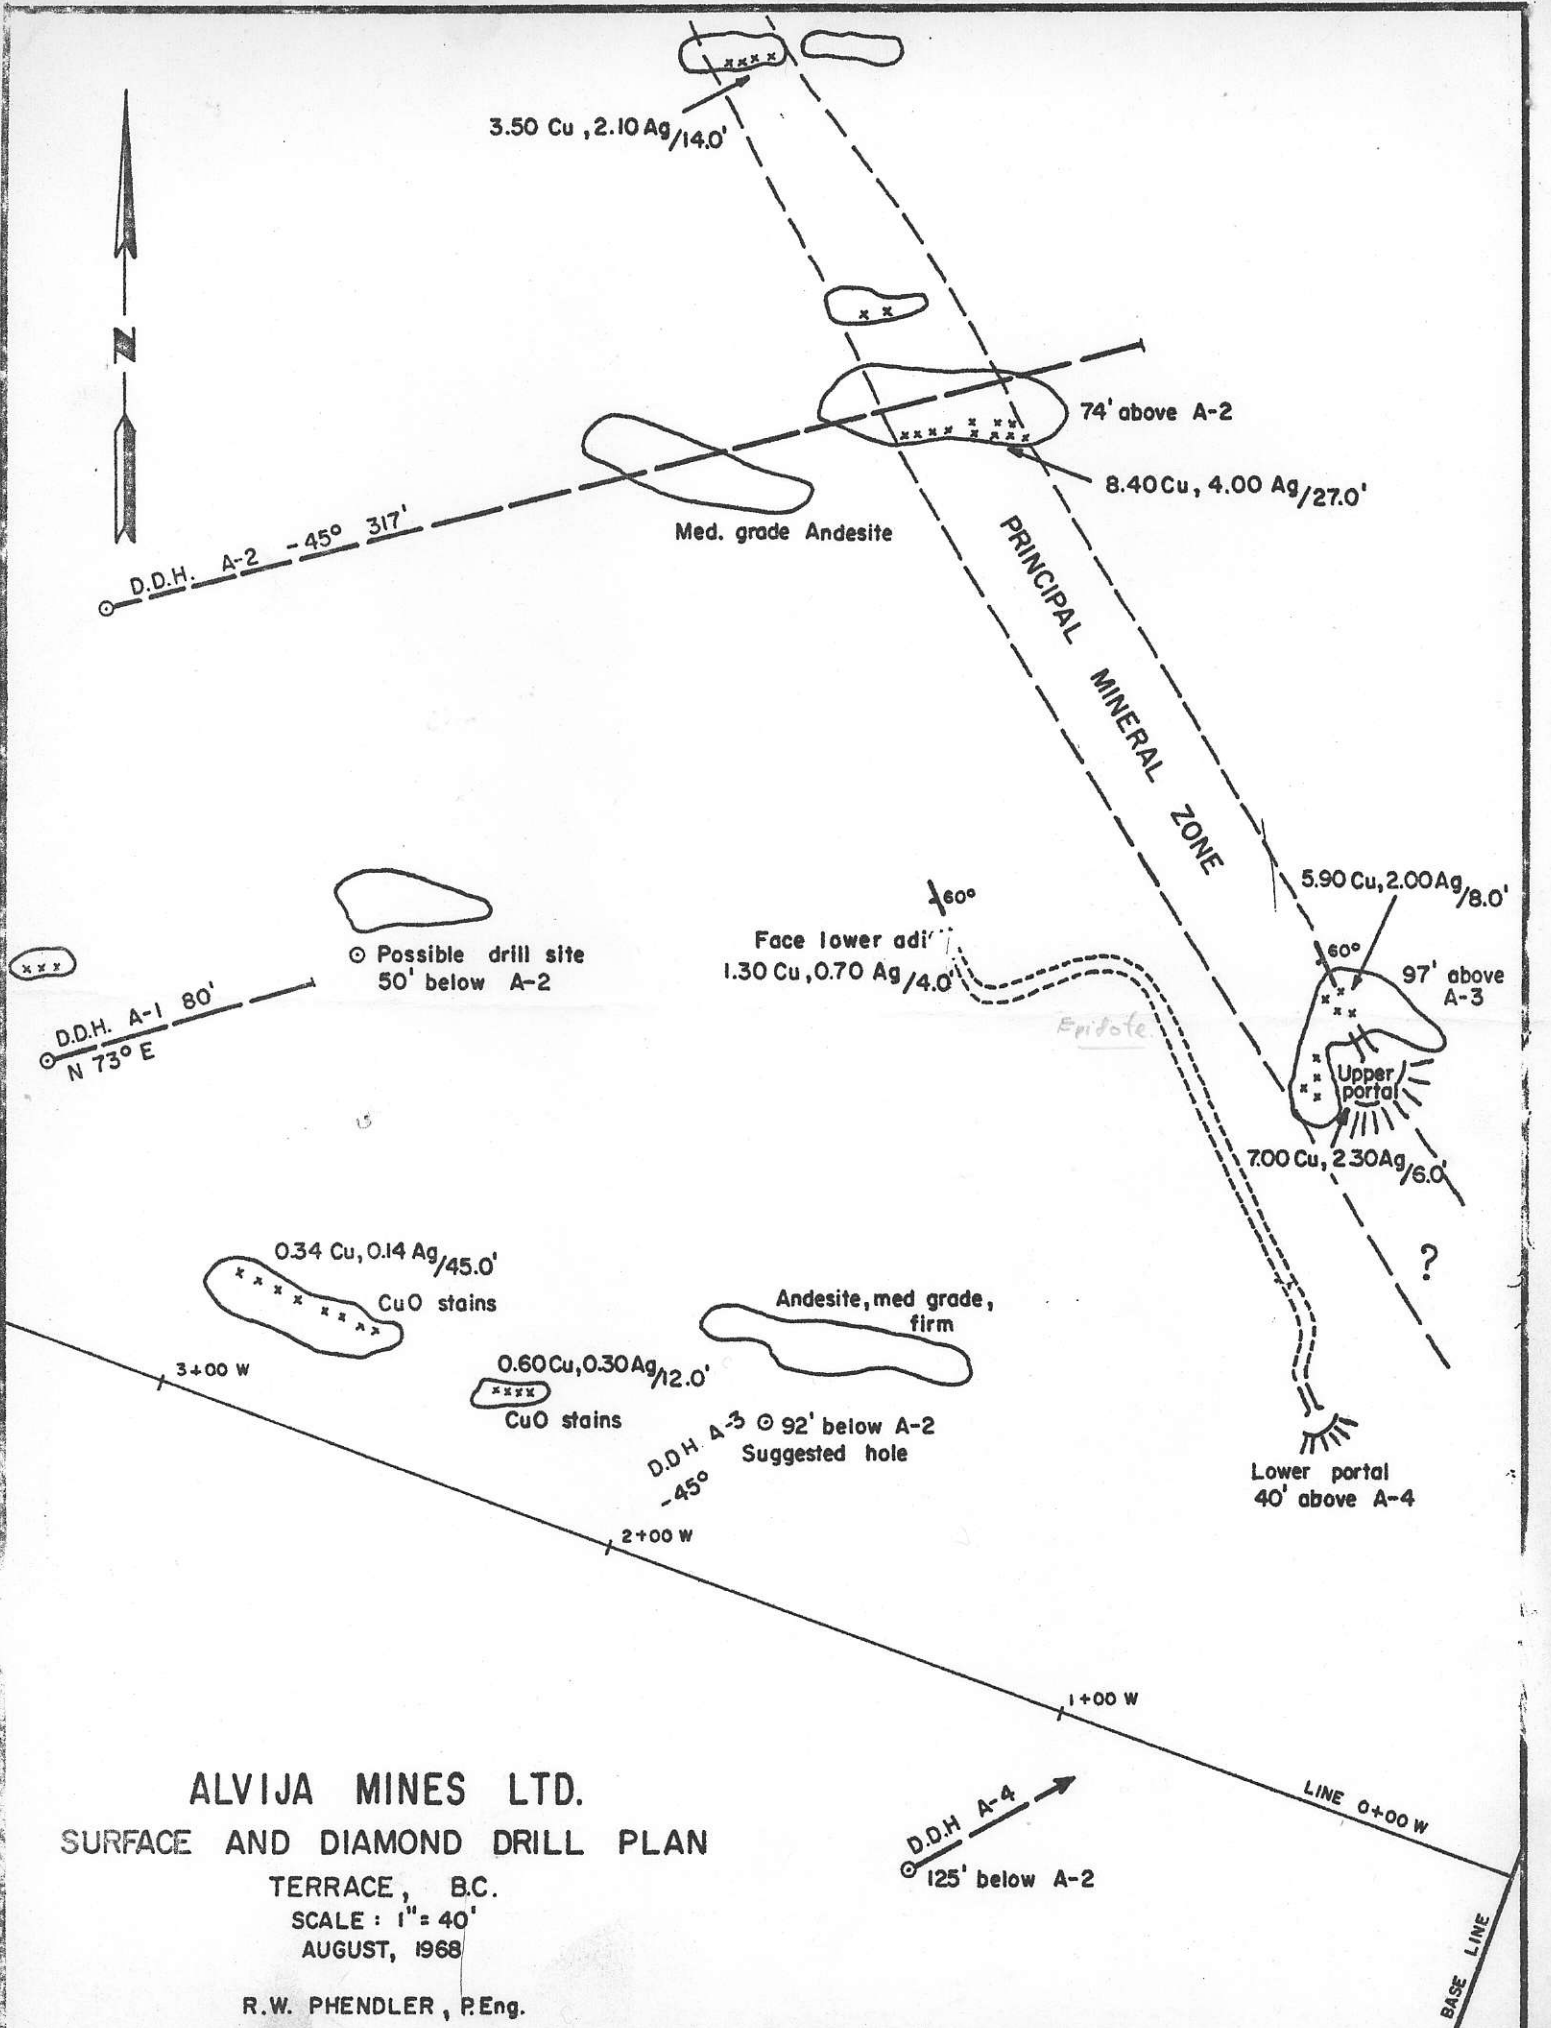 3.50 Cu, 2.10 Ag/14.0'
N
74' above A-2
8.40 Cu, 4.00 Ag/27.0'
Med. grade Andesite
D.D.H. A-2 -45° 317'
PRINCIPAL MINERAL ZONE
5.90 Cu, 2.00 Ag/8.0'
60°
60°
97' above
A-3
Face lower adi
1.30 Cu, 0.70 Ag/4.0'
Possible drill site
50' below A-2
D.D.H. A-1 80'
N 73° E
Epidote
Upper
portal
7.00 Cu, 2.30 Ag/6.0'
?
0.34 Cu, 0.14 Ag/45.0'
CuO stains
Andesite, med grade,
firm
0.60 Cu, 0.30 Ag/12.0'
CuO stains
3+00 W
D.D.H. A-3
-45°
92' below A-2
Suggested hole
Lower portal
40' above A-4
2+00 W
1+00 W
LINE 0+00 W
D.D.H A-4
125' below A-2
BASE LINE
ALVIJA MINES LTD.
SURFACE AND DIAMOND DRILL PLAN
TERRACE, B.C.
SCALE : 1"= 40'
AUGUST, 1968
R.W. PHENDLER, P.Eng.